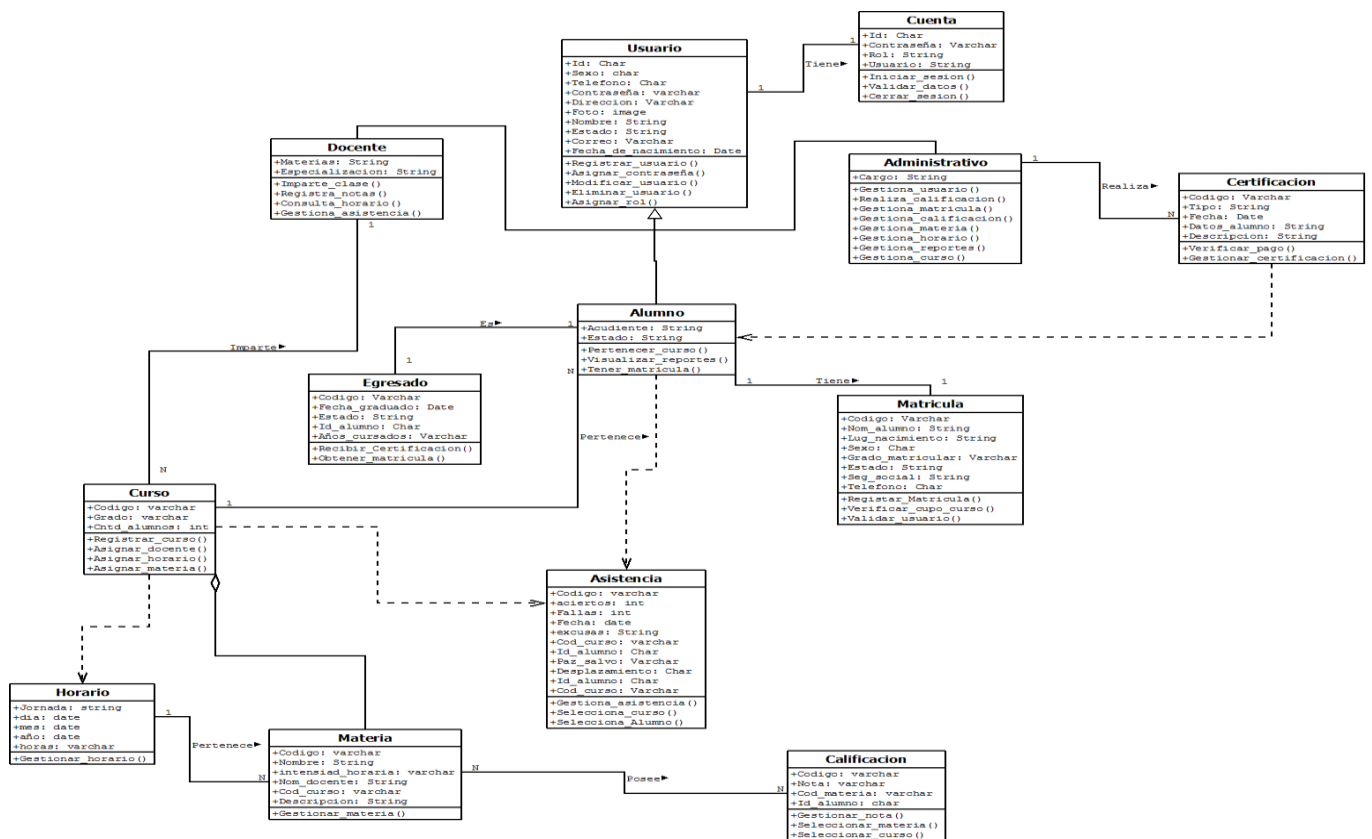 Cuenta
+Id: Char
+Contraseña: Varchar
+Rol: String
+Usuario: String
+Iniciar_sesion()
+Validar_datos()
+Cerrar_sesion()
1
Tiene
1
Usuario
+Id: Char
+Sexo: char
+Telefono: Char
+Contraseña: varchar
+Direccion: Varchar
+Foto: image
+Nombre: String
+Estado: String
+Correo: Varchar
+Fecha_de_nacimiento: Date
+Registrar_usuario()
+Asignar_contraseña()
+Modificar_usuario()
+Eliminar_usuario()
+Asignar_rol()
Docente
+Materias: String
+Especializacion: String
+Imparte_clase()
+Registra_notas()
+Consulta_horario()
+Gestiona_asistencia()
1
Administrativo
+Cargo: String
+Gestiona_usuario()
+Realiza_calificacion()
+Gestiona_matricula()
+Gestiona_calificacion()
+Gestiona_materia()
+Gestiona_horario()
+Gestiona_reportes()
+Gestiona_curso()
1
Realiza
N
Certificacion
+Codigo: Varchar
+Tipo: String
+Fecha: Date
+Datos_alumno: String
+Descripcion: String
+Verificar_pago()
+Gestionar_certificacion()
Alumno
+Acudiente: String
+Estado: String
+Pertenecer_curso()
+Visualizar_reportes()
+Tener_matricula()
Es
1
1
Imparte
N
Egresado
+Codigo: Varchar
+Fecha_graduado: Date
+Estado: String
+Id_alumno: Char
+Años_cursados: Varchar
+Recibir_Certificacion()
+Obtener_matricula()
N
Pertenece
1
1
Tiene
1
Matricula
+Codigo: Varchar
+Nom_alumno: String
+Lug_nacimiento: String
+Sexo: Char
+Grado_matricular: Varchar
+Estado: String
+Seg_social: String
+Telefono: Char
+Registar_Matricula()
+Verificar_cupo_curso()
+Validar_usuario()
Curso
+Codigo: varchar
+Grado: varchar
+Cntd_alumnos: int
+Registrar_curso()
+Asignar_docente()
+Asignar_horario()
+Asignar_materia()
Asistencia
+Codigo: varchar
+aciertos: int
+Fallas: int
+Fecha: date
+excusas: String
+Cod_curso: varchar
+Id_alumno: Char
+Paz_salvo: Varchar
+Desplazamiento: Char
+Id_alumno: Char
+Cod_curso: Varchar
+Gestiona_asistencia()
+Selecciona_curso()
+Selecciona_Alumno()
Horario
+Jornada: string
+dia: date
+mes: date
+año: date
+horas: varchar
+Gestionar_horario()
1
Pertenece
N
Materia
+Codigo: varchar
+Nombre: String
+intensiad_horaria: varchar
+Nom_docente: String
+Cod_curso: varchar
+Descripcion: String
+Gestionar_materia()
N
Posee
N
Calificacion
+Codigo: varchar
+Nota: varchar
+Cod_materia: varchar
+Id_alumno: char
+Gestionar_nota()
+Seleccionar_materia()
+Seleccionar_curso()